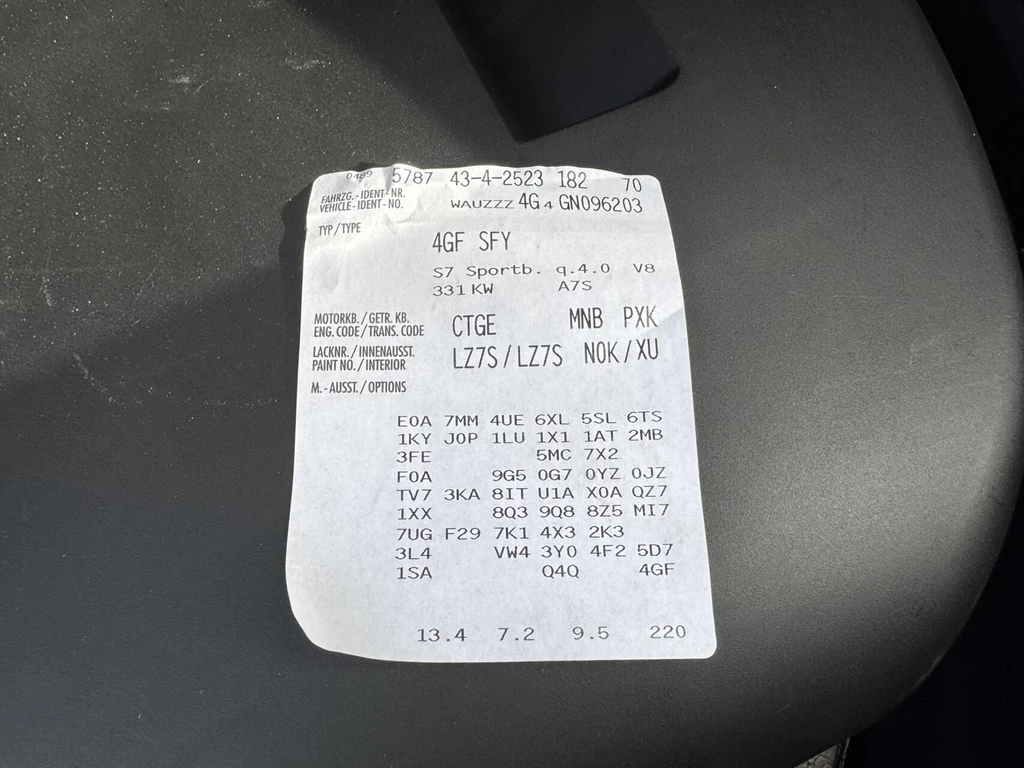 0489 5787 43-4-2523 182 70
FAHRZG.-IDENT-NR.
VEHICLE-IDENT-NO. WAUZZZ 4G4 GN096203
TYP/TYPE
4GF SFY
S7 Sportb. q.4.0 V8
331 KW A7S
MOTORKB./GETR. KB.
ENG. CODE/TRANS. CODE CTGE MNB PXK
LACKNR./INNENAUSST.
PAINT NO./INTERIOR LZ7S/LZ7S N0K/XU
M.-AUSST./OPTIONS
E0A 7MM 4UE 6XL 5SL 6TS
1KY J0P 1LU 1X1 1AT 2MB
3FE 5MC 7X2
F0A 9G5 0G7 0YZ 0JZ
TV7 3KA 8IT U1A X0A QZ7
1XX 8Q3 9Q8 8Z5 MI7
7UG F29 7K1 4X3 2K3
3L4 VW4 3Y0 4F2 5D7
1SA Q4Q 4GF
13.4 7.2 9.5 220